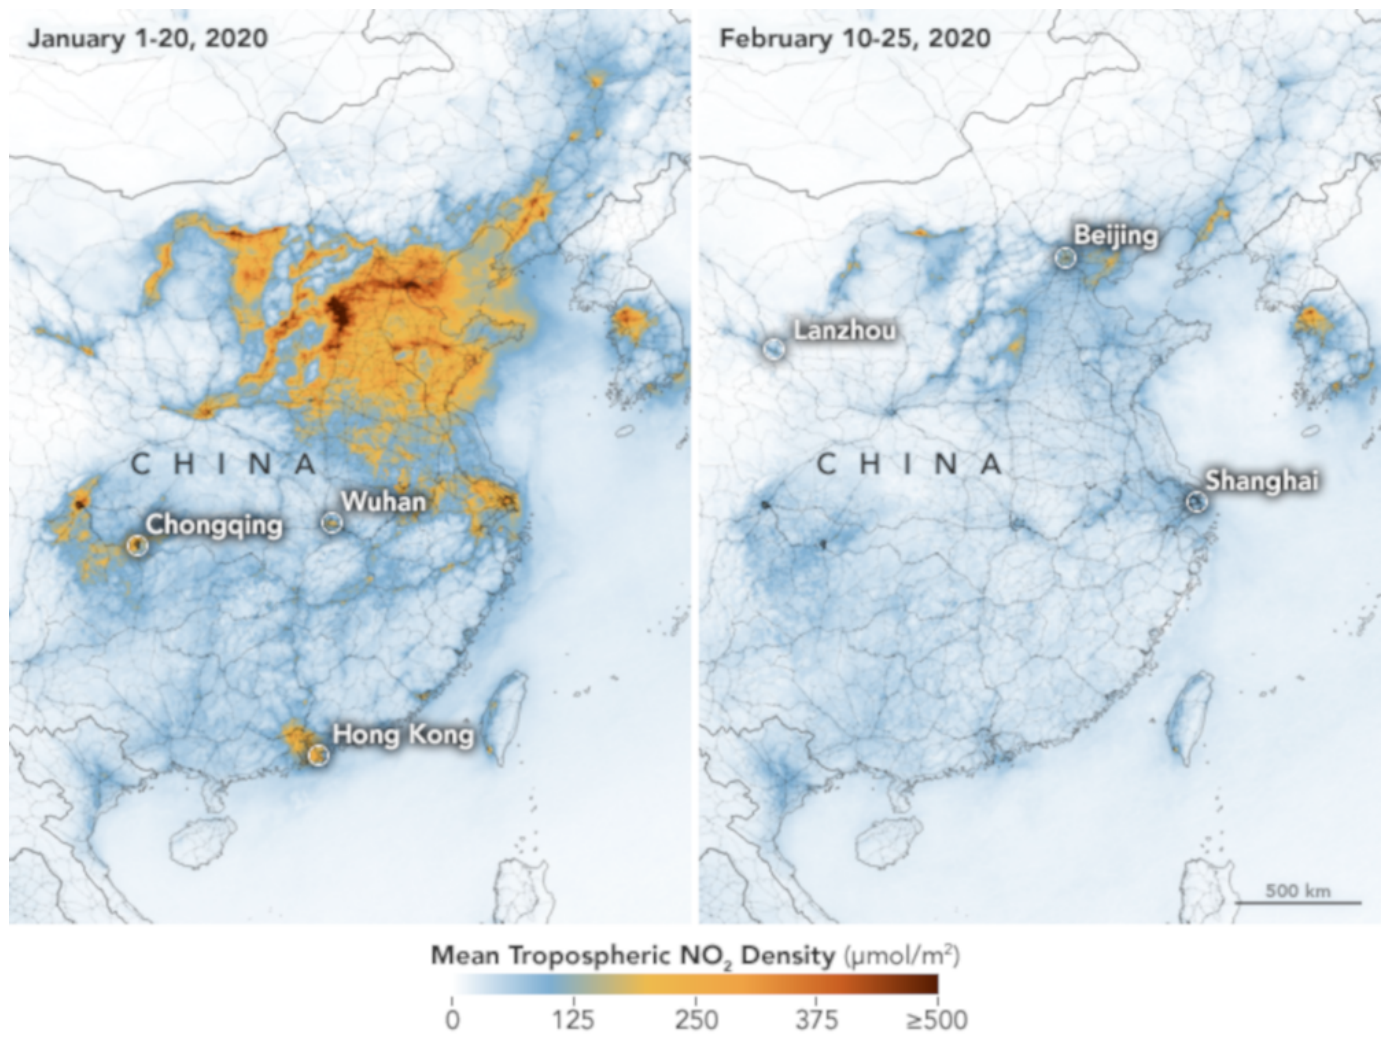 January 1-20, 2020
February 10-25, 2020
Beijing
Lanzhou
CHINA
CHINA
Shanghai
Wuhan
Chongqing
Hong Kong
500 km
Mean Tropospheric NO₂ Density (μmol/m²)
0 125 250 375 ≥500